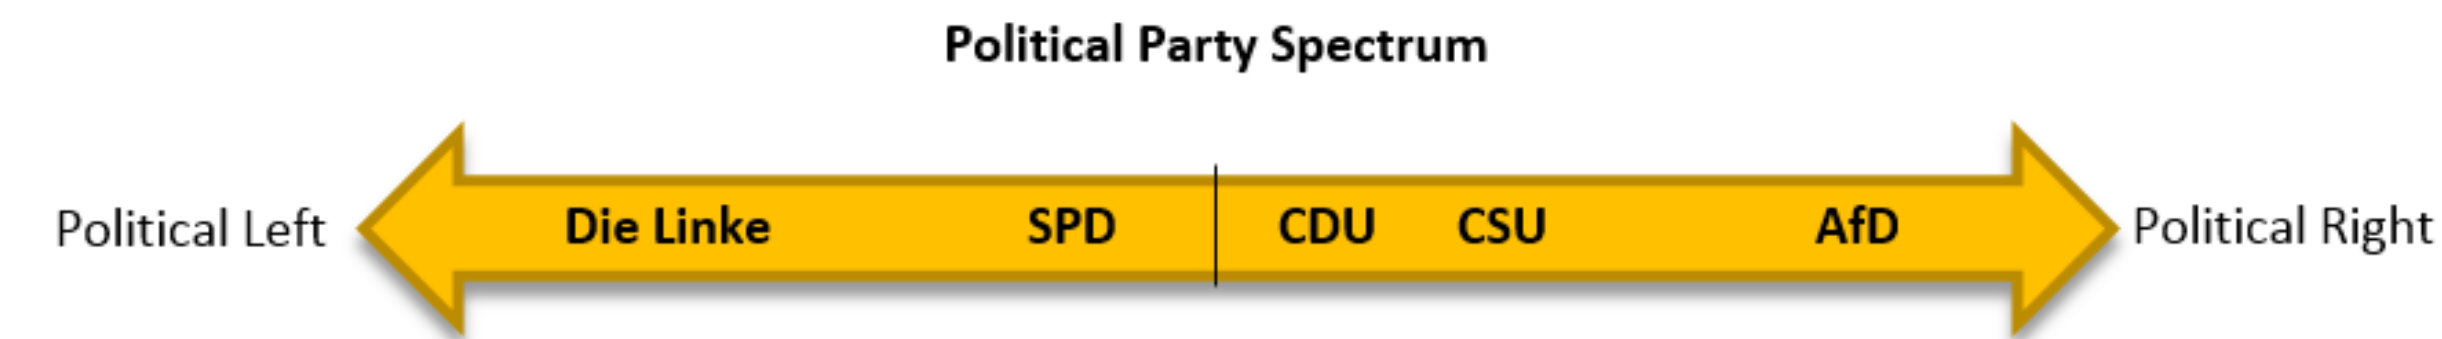 Political Party Spectrum
Political Left Die Linke SPD CDU CSU AfD Political Right